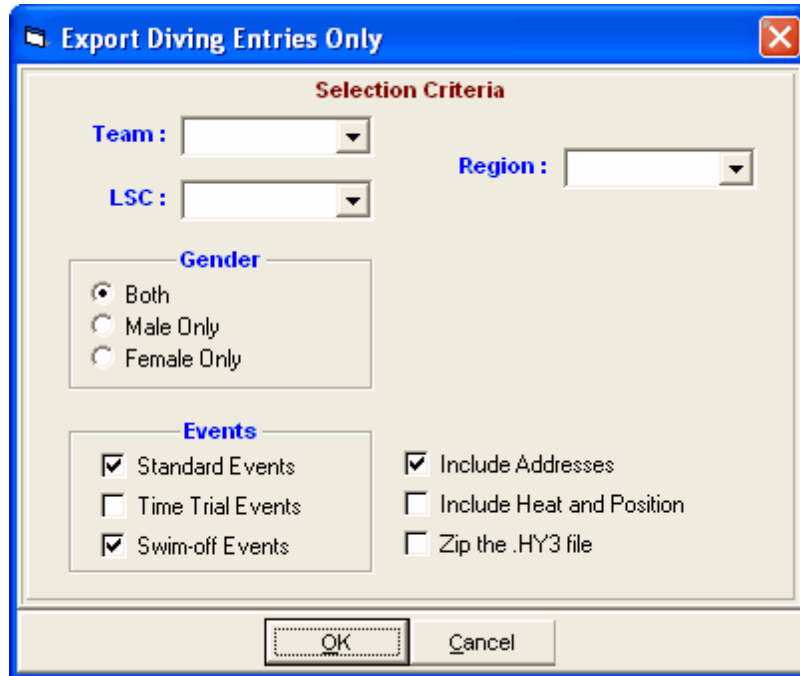 Export Diving Entries Only
Selection Criteria
Team :
Region :
LSC :
Gender
Both
Male Only
Female Only
Events
Standard Events
Include Addresses
Time Trial Events
Include Heat and Position
Swim-off Events
Zip the .HY3 file
OK
Cancel